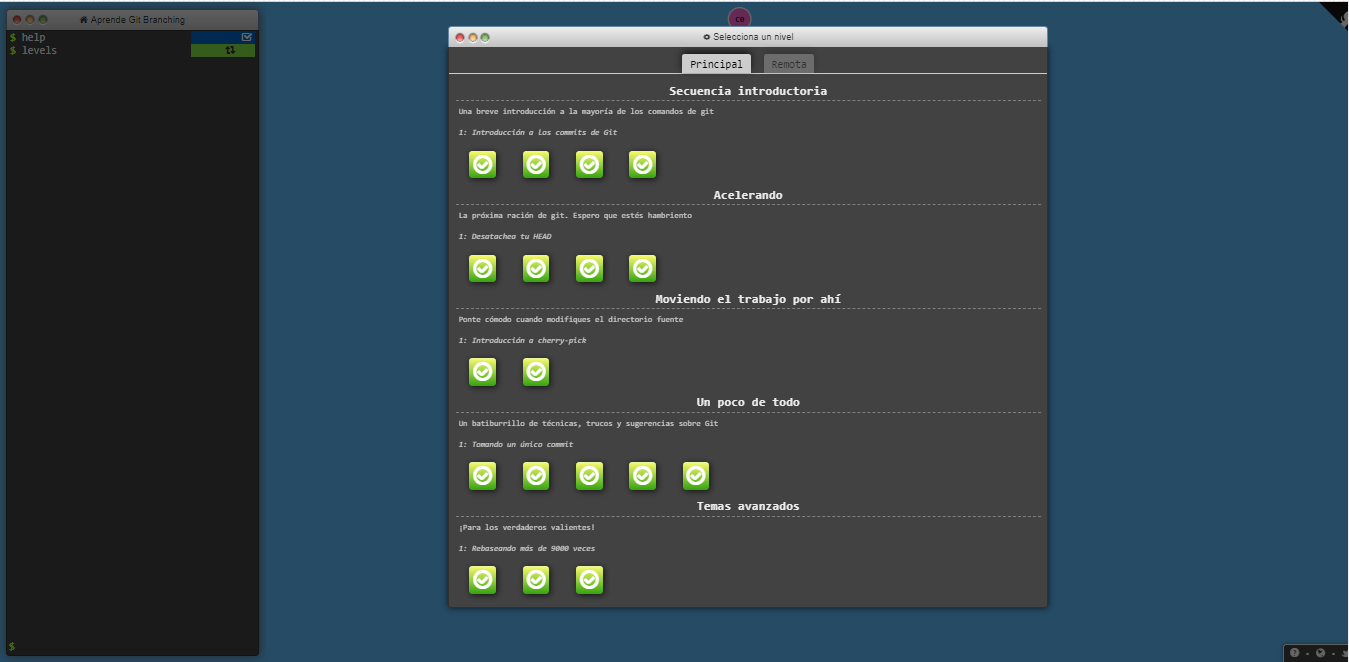 Aprende Git Branching
$ help
$ levels
$
c0
Selecciona un nivel
Principal
Remota
Secuencia introductoria
Una breve introducción a la mayoría de los comandos de git
1: Introducción a los commits de Git
Acelerando
La próxima ración de git. Espero que estés hambriento
1: Desatachea tu HEAD
Moviendo el trabajo por ahí
Ponte cómodo cuando modifiques el directorio fuente
1: Introducción a cherry-pick
Un poco de todo
Un batiburrillo de técnicas, trucos y sugerencias sobre Git
1: Tomando un único commit
Temas avanzados
¡Para los verdaderos valientes!
1: Rebaseando más de 9000 veces